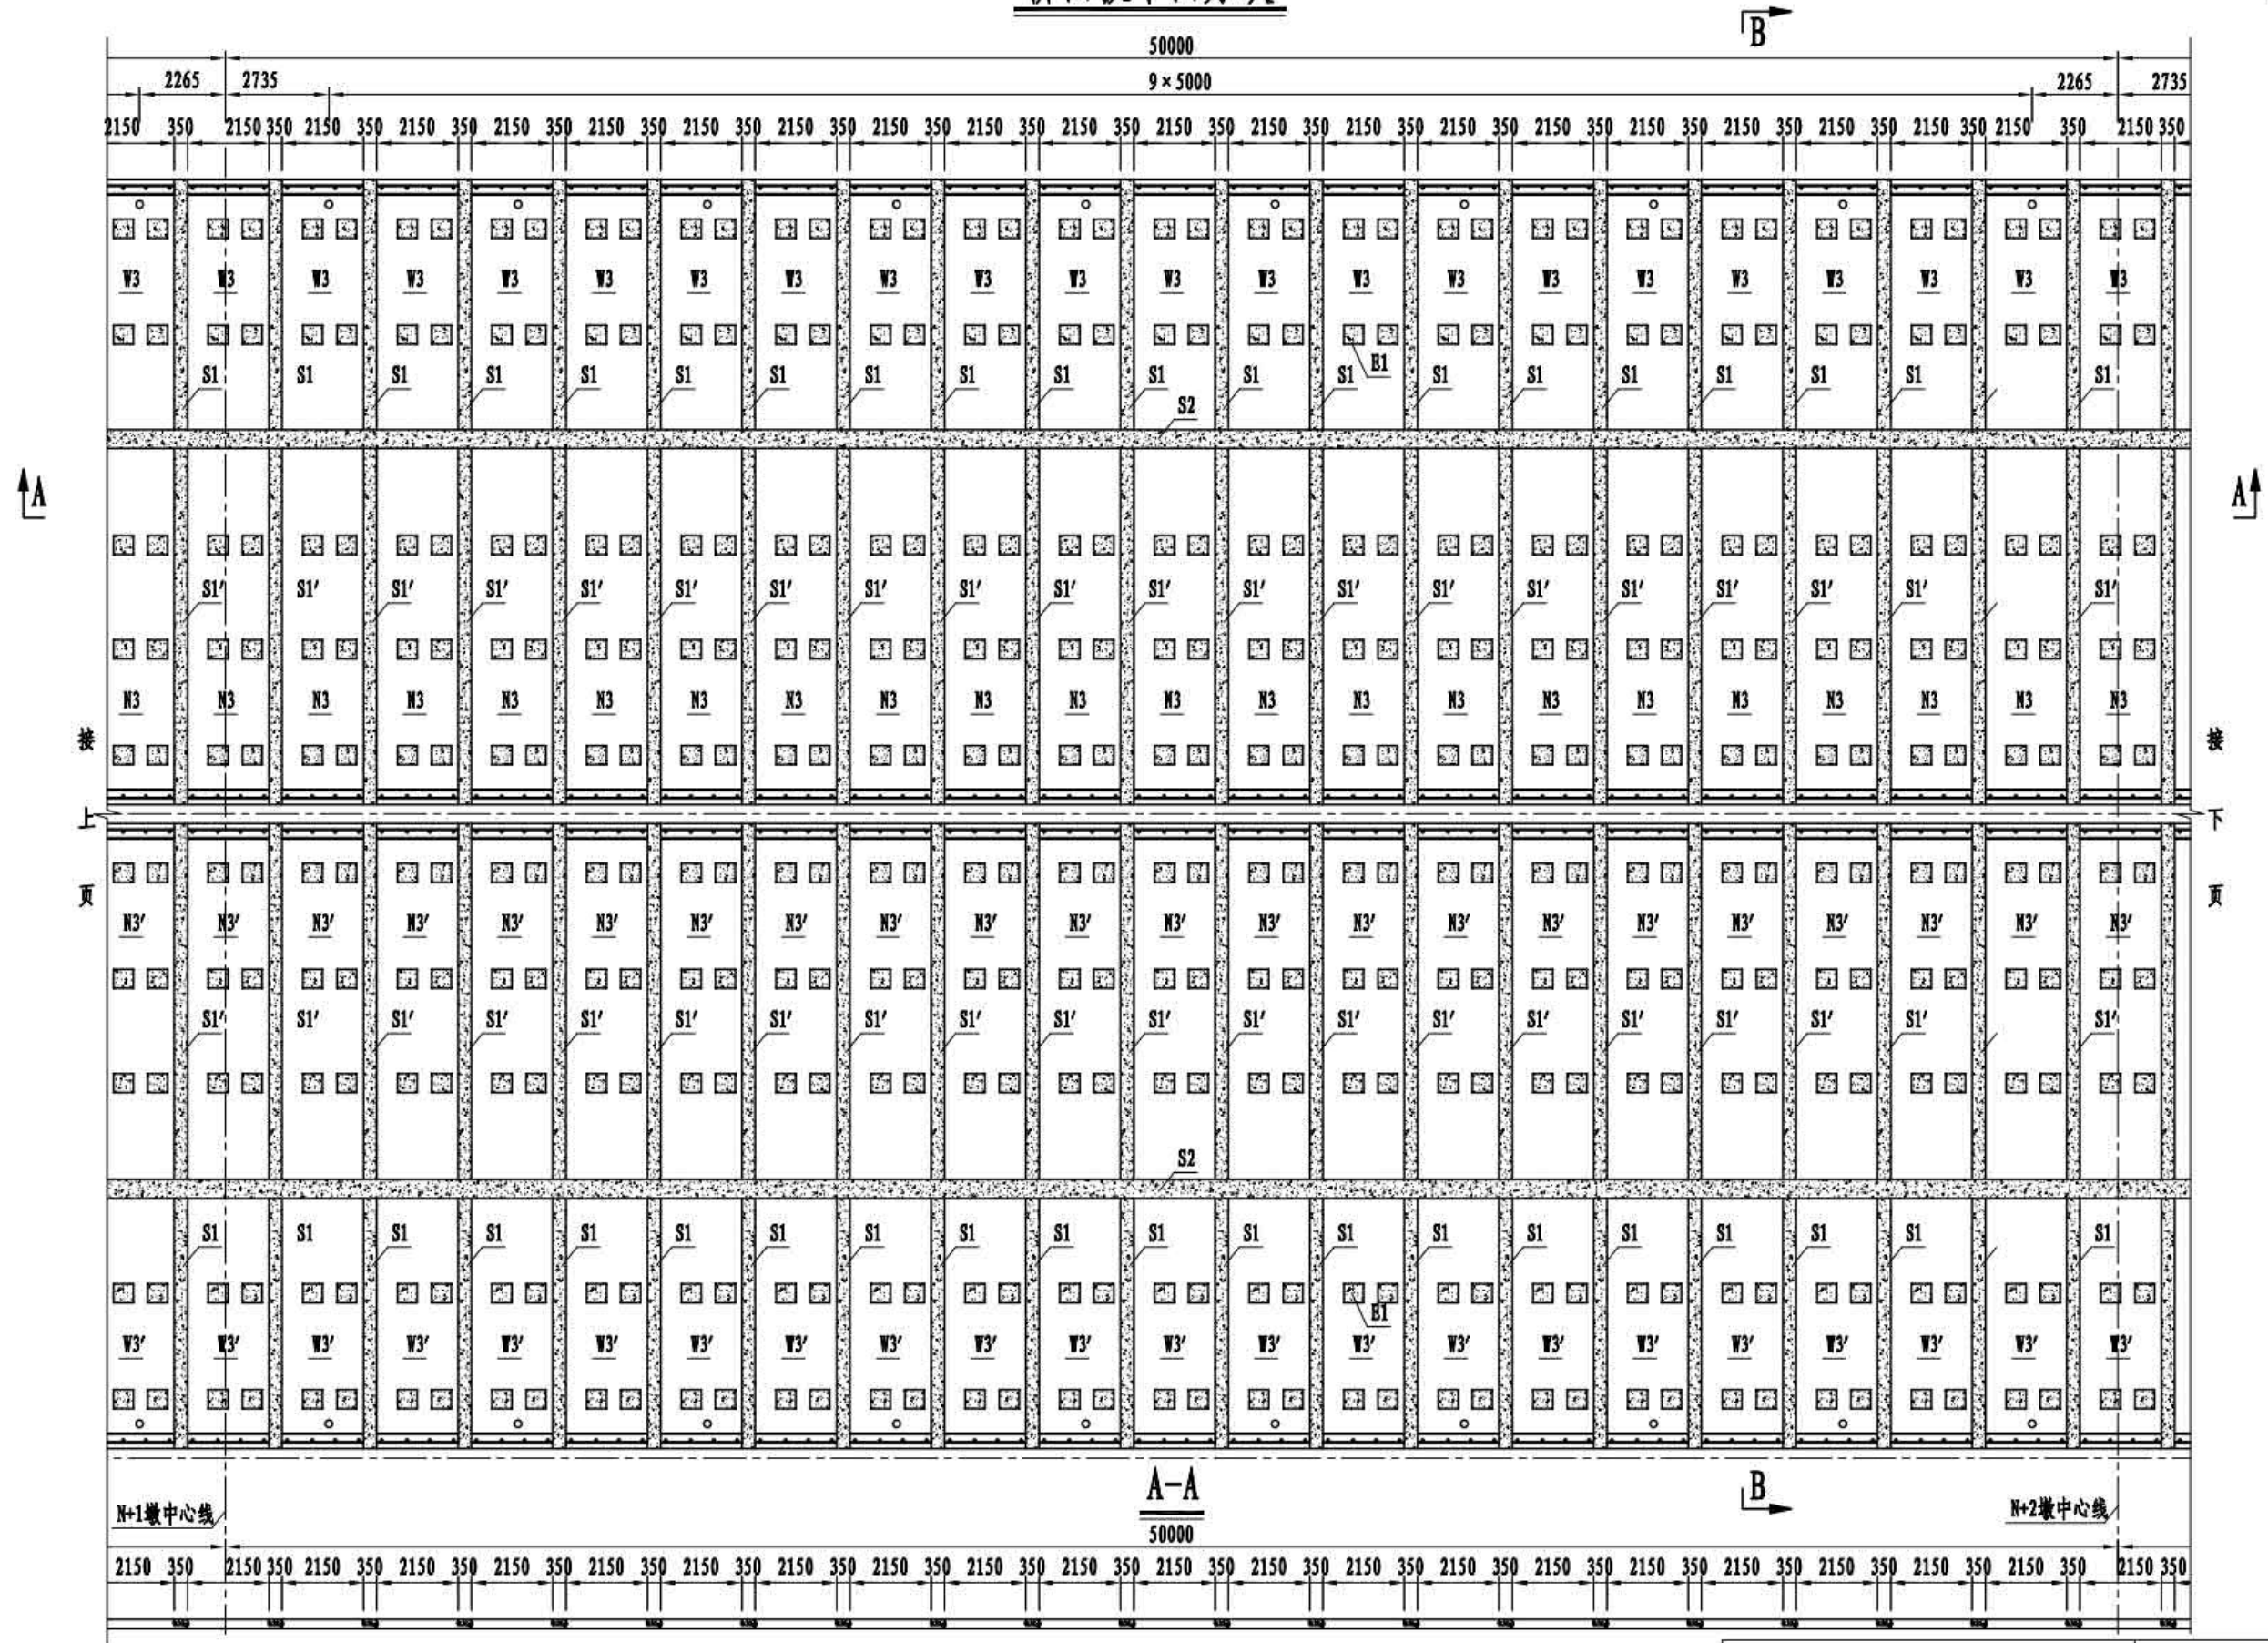 B
50000
2265 2735 9×5000 2265 2735
2150 350 2150 350 2150 350 2150 350 2150 350 2150 350 2150 350 2150 350 2150 350 2150 350 2150 350 2150 350 2150 350 2150 350 2150 350 2150 350 2150 350 2150 350 2150 350 2150 350 2150 350 2150 350
W3 W3 W3 W3 W3 W3 W3 W3 W3 W3 W3 W3 W3 W3 W3 W3 W3 W3 W3 W3 W3 W3
B1
S1 S1 S1 S1 S1 S1 S1 S1 S1 S1 S1 S1 S1 S1 S1 S1 S1 S1 S1 S1
S2
A A
S1' S1' S1' S1' S1' S1' S1' S1' S1' S1' S1' S1' S1' S1' S1' S1' S1' S1' S1' S1'
N3 N3 N3 N3 N3 N3 N3 N3 N3 N3 N3 N3 N3 N3 N3 N3 N3 N3 N3 N3 N3 N3
接上页
接下页
N3' N3' N3' N3' N3' N3' N3' N3' N3' N3' N3' N3' N3' N3' N3' N3' N3' N3' N3' N3' N3' N3'
S1' S1' S1' S1' S1' S1' S1' S1' S1' S1' S1' S1' S1' S1' S1' S1' S1' S1' S1' S1'
S2
S1 S1 S1 S1 S1 S1 S1 S1 S1 S1 S1 S1 S1 S1 S1 S1 S1 S1 S1 S1
B1
W3' W3' W3' W3' W3' W3' W3' W3' W3' W3' W3' W3' W3' W3' W3' W3' W3' W3' W3' W3' W3' W3'
A-A B
N+1墩中心线 N+2墩中心线
50000
2150 350 2150 350 2150 350 2150 350 2150 350 2150 350 2150 350 2150 350 2150 350 2150 350 2150 350 2150 350 2150 350 2150 350 2150 350 2150 350 2150 350 2150 350 2150 350 2150 350 2150 350 2150 350